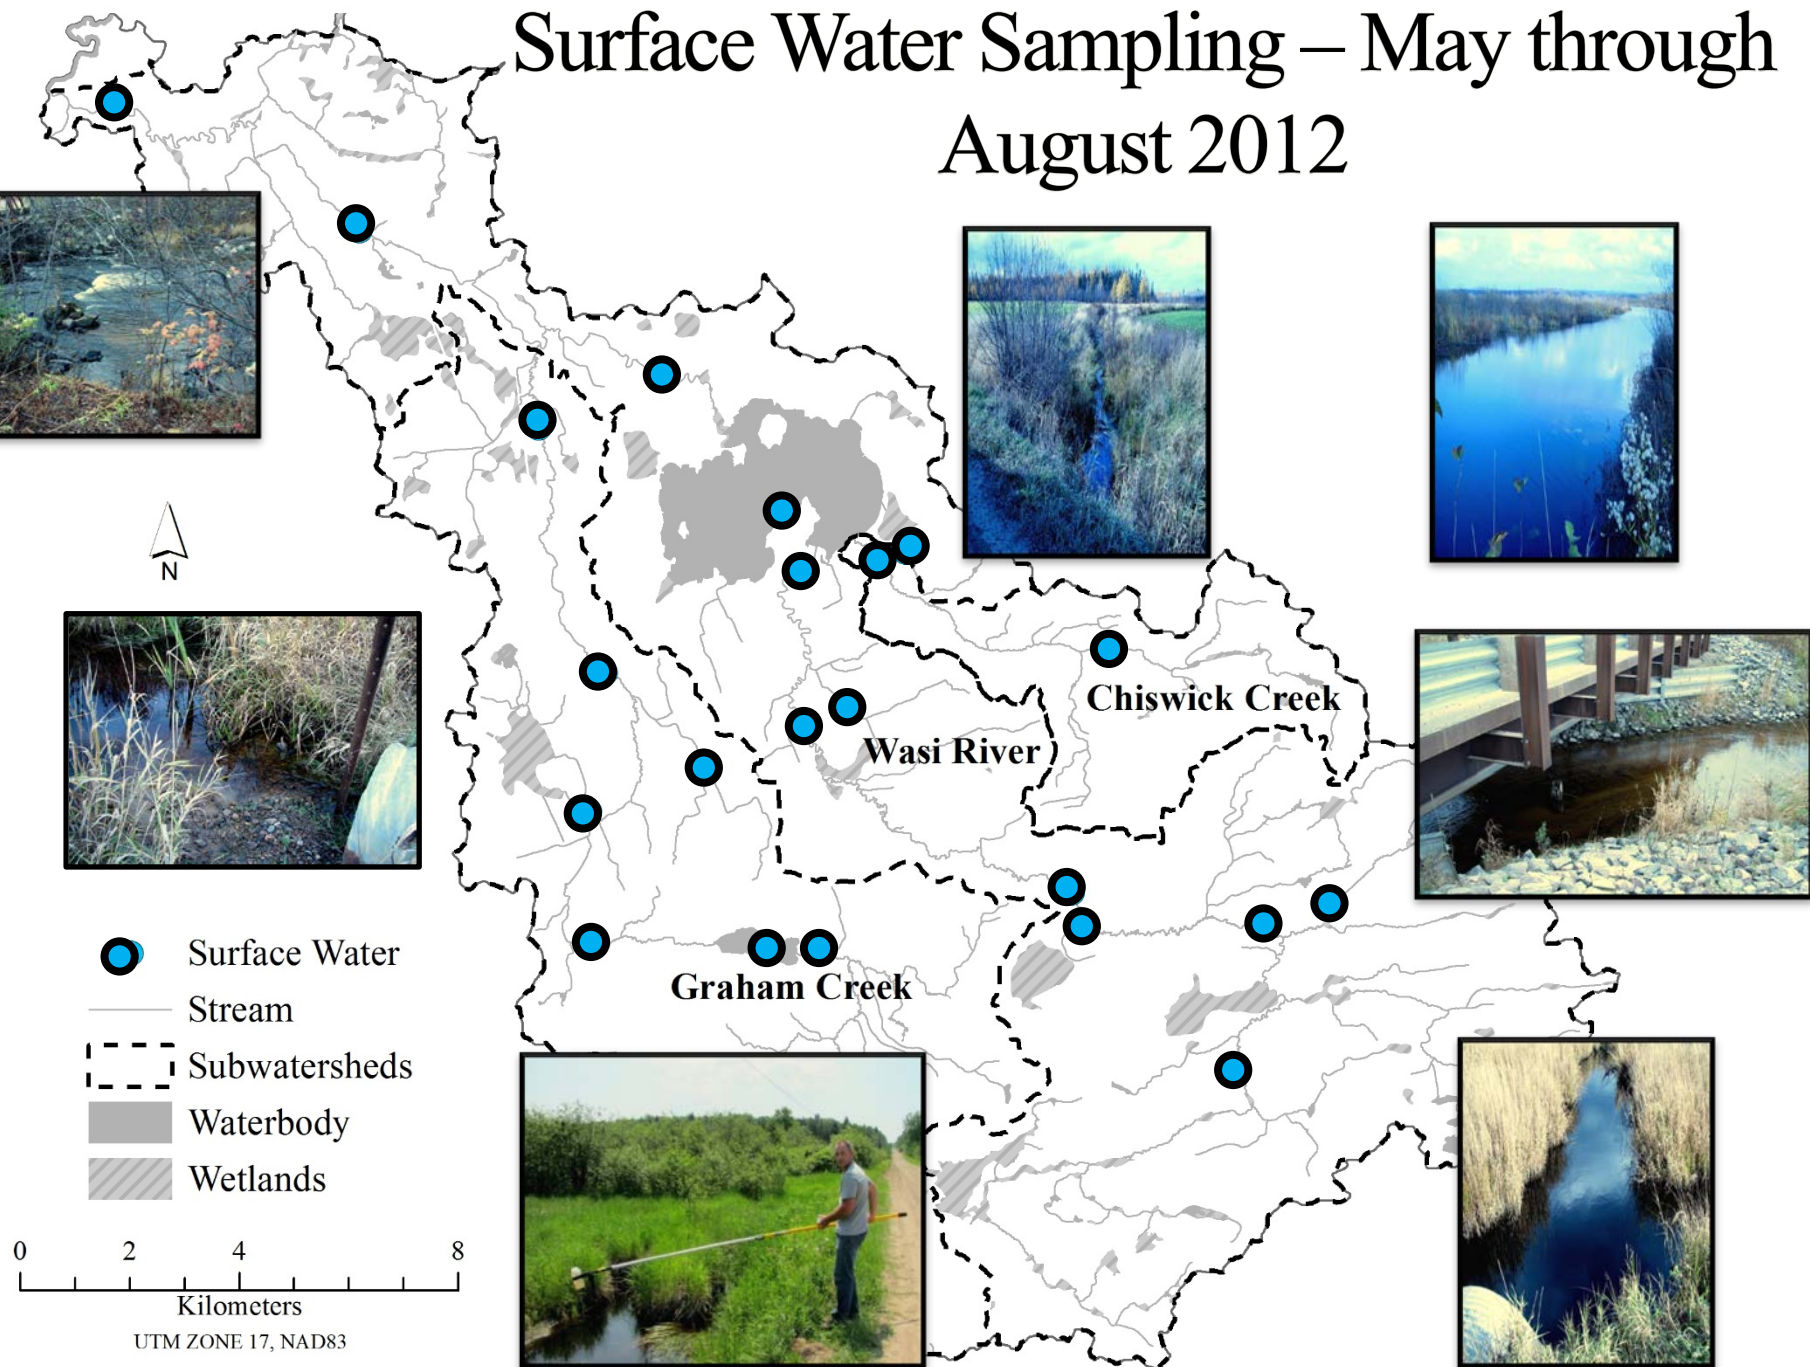 Surface Water Sampling – May through
August 2012
N
Chiswick Creek
Wasi River
Graham Creek
Surface Water
Stream
Subwatersheds
Waterbody
Wetlands
0 2 4 8
Kilometers
UTM ZONE 17, NAD83